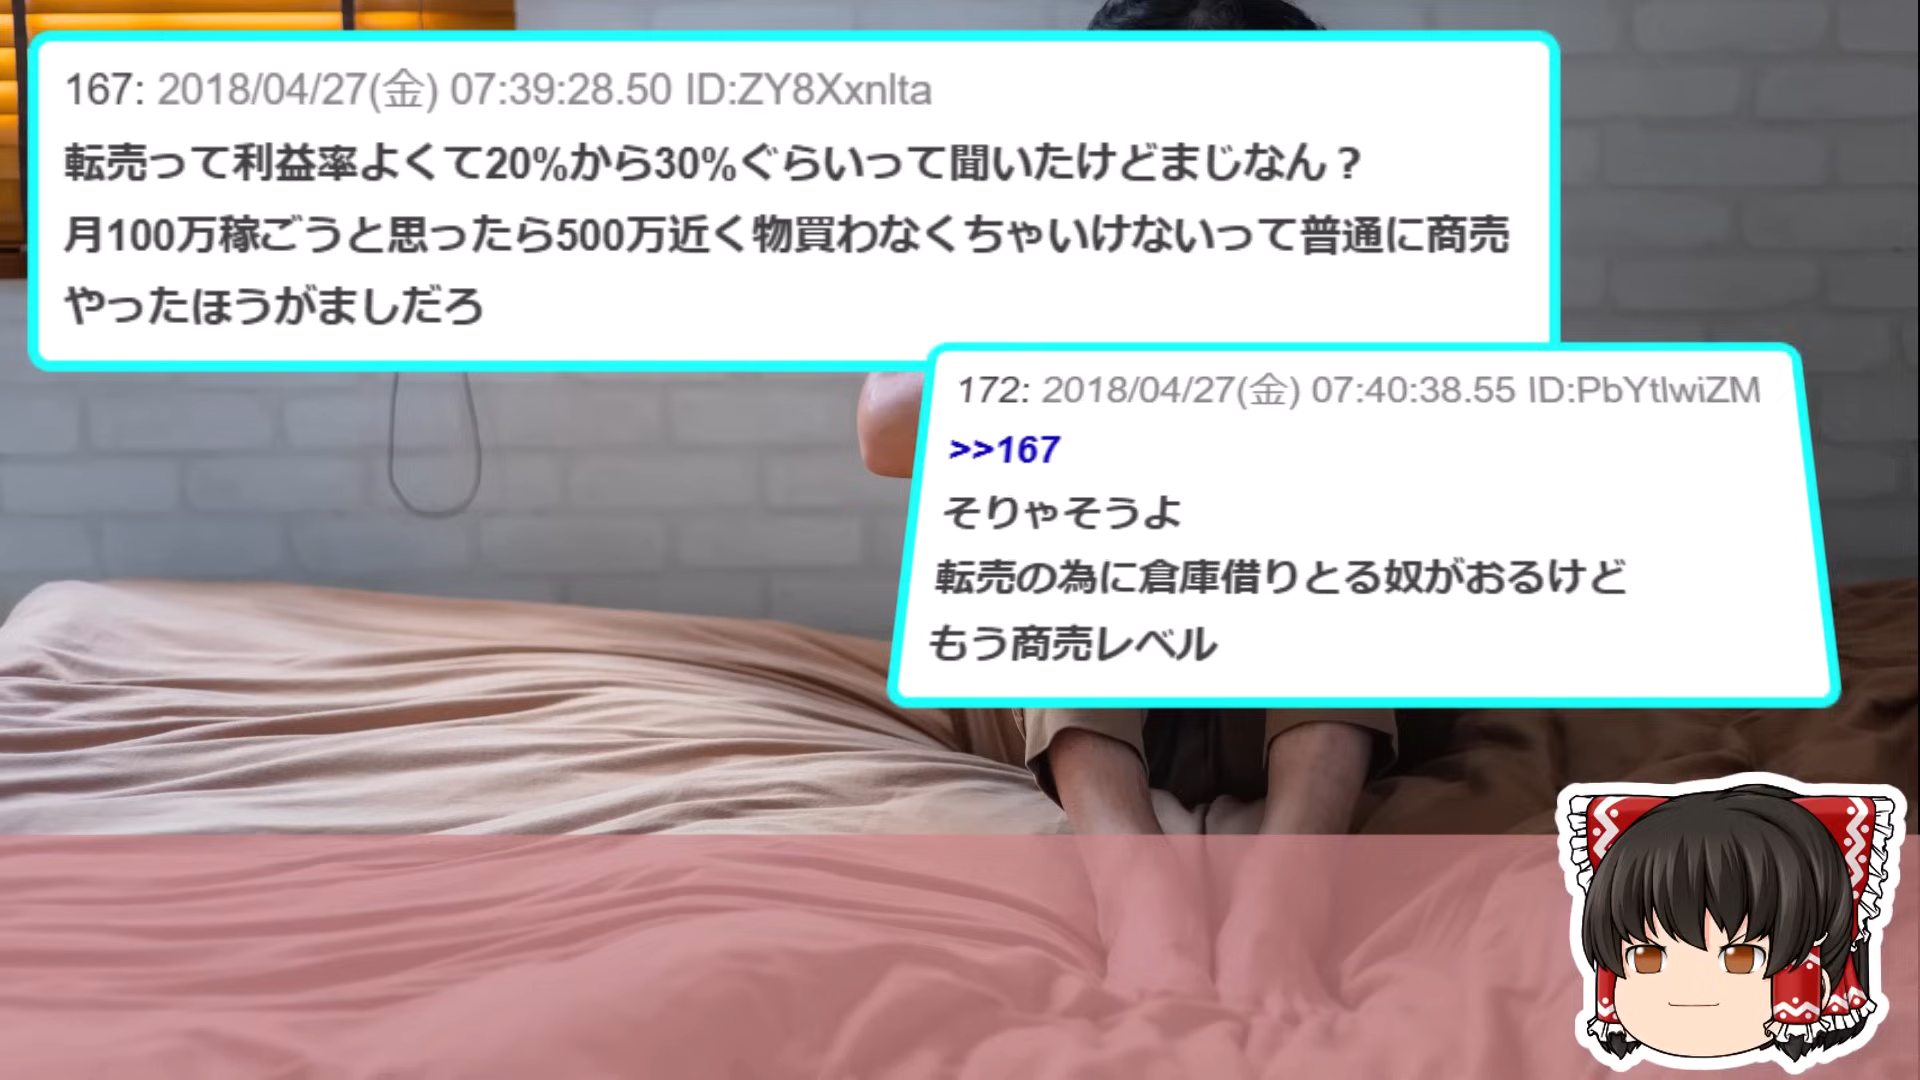 167: 2018/04/27(金) 07:39:28.50 ID:ZY8Xxnlta
転売って利益率よくて20%から30%ぐらいって聞いたけどまじなん？
月100万稼ごうと思ったら500万近く物買わなくちゃいけないって普通に商売
やったほうがましだろ
172: 2018/04/27(金) 07:40:38.55 ID:PbYtlwiZM
>>167
そりゃそうよ
転売の為に倉庫借りとる奴がおるけど
もう商売レベル